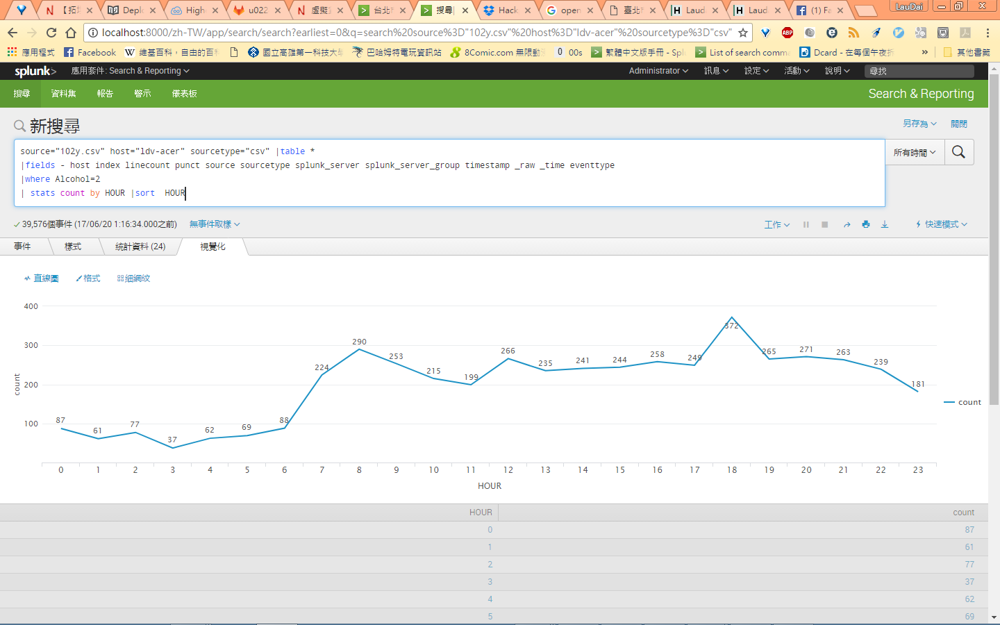 【拓
Deplo
High
u022
虛擬
台北
搜尋|
Hack
open
臺北
Laud
Laud
(1) Fa
LauDai
localhost:8000/zh-TW/app/search/search?earliest=0&q=search%20source%3D"102y.csv"%20host%3D"ldv-acer"%20sourcetype%3D"csv"
應用程式
Facebook
維基百科，自由的百科
國立高雄第一科技大學
巴哈姆特電玩資訊站
8Comic.com 無限動
00s
繁體中文版手冊 - Spl
List of search comma
Dcard - 在每個午夜
»
其他書籤
splunk>
應用套件: Search & Reporting
Administrator
訊息
設定
活動
說明
尋找
搜尋
資料集
報告
警示
儀表板
Search & Reporting
新搜尋
另存為
關閉
source="102y.csv" host="ldv-acer" sourcetype="csv" |table *
|fields - host index linecount punct source sourcetype splunk_server splunk_server_group timestamp _raw _time eventtype
|where Alcohol=2
| stats count by HOUR |sort  HOUR
所有時間
39,576個事件 (17/06/20 1:16:34.000之前)
無事件取樣
工作
快速模式
事件
樣式
統計資料 (24)
視覺化
直線圖
格式
細網紋
400
300
200
100
count
87
61
77
37
62
69
88
224
290
253
215
199
266
235
241
244
258
249
372
265
271
263
239
181
count
0 1 2 3 4 5 6 7 8 9 10 11 12 13 14 15 16 17 18 19 20 21 22 23
HOUR
HOUR count
0 87
1 61
2 77
3 37
4 62
5 69